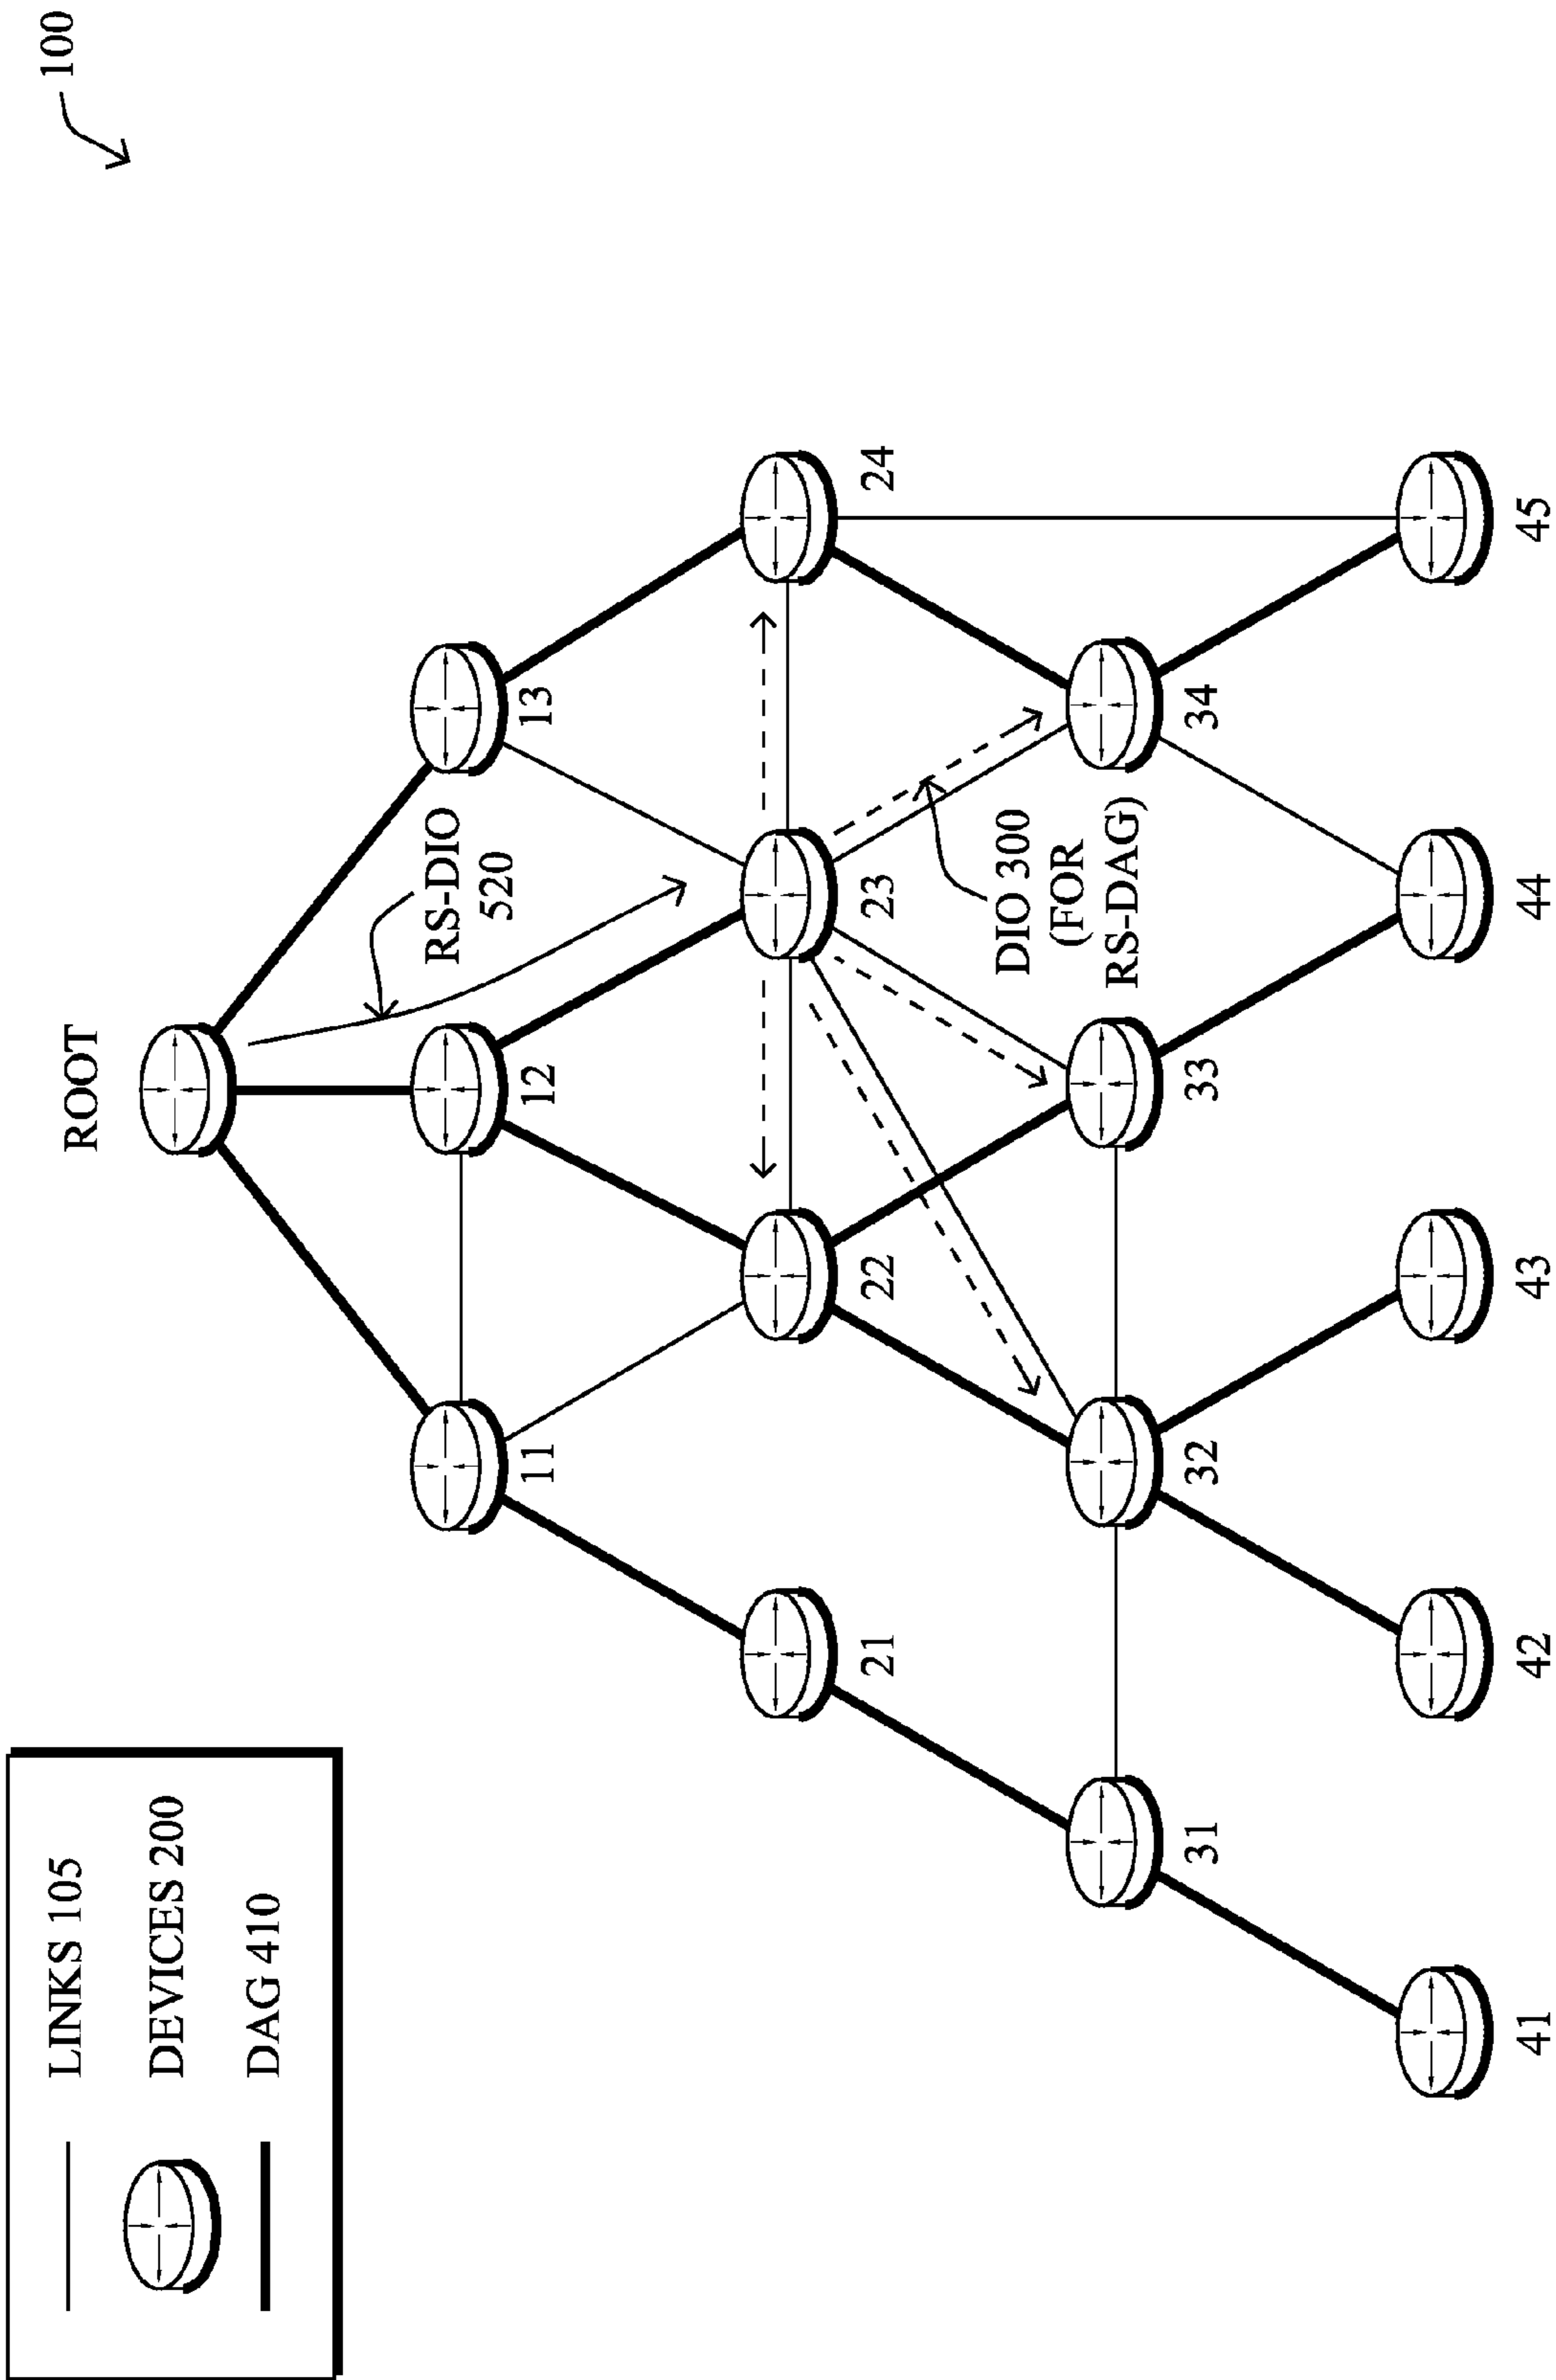 100
LINKS 105
DEVICES 200
DAG 410
ROOT
RS-DIO
520
11
12
13
21
22
23
24
DIO 300
(FOR
RS-DAG)
31
32
33
34
41
42
43
44
45